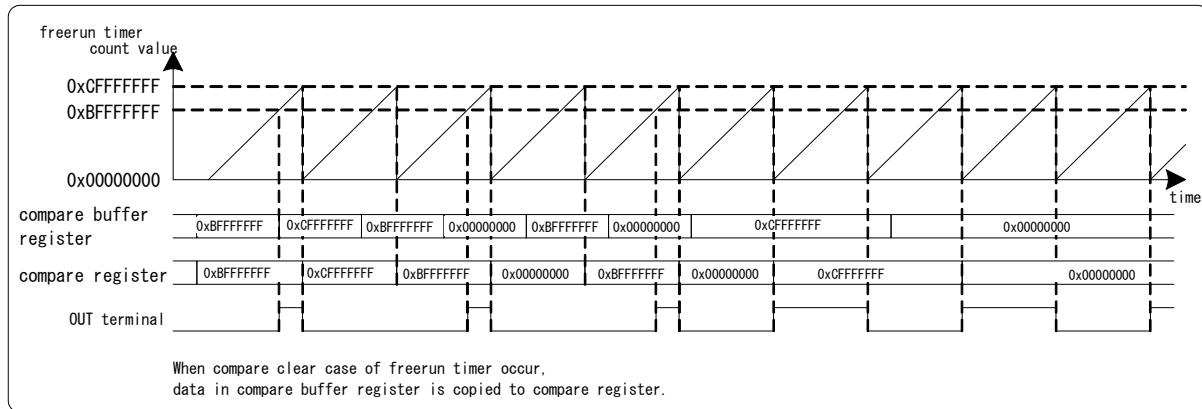 freerun timer
count value
0xCFFFFFFF
0xBFFFFFFF
0x00000000
time
compare buffer
register
0xBFFFFFFF 0xCFFFFFFF 0xBFFFFFFF 0x00000000 0xBFFFFFFF 0x00000000 0xCFFFFFFF 0x00000000
compare register 0xBFFFFFFF 0xCFFFFFFF 0xBFFFFFFF 0x00000000 0xBFFFFFFF 0x00000000 0xCFFFFFFF 0x00000000
OUT terminal
When compare clear case of freerun timer occur,
data in compare buffer register is copied to compare register.